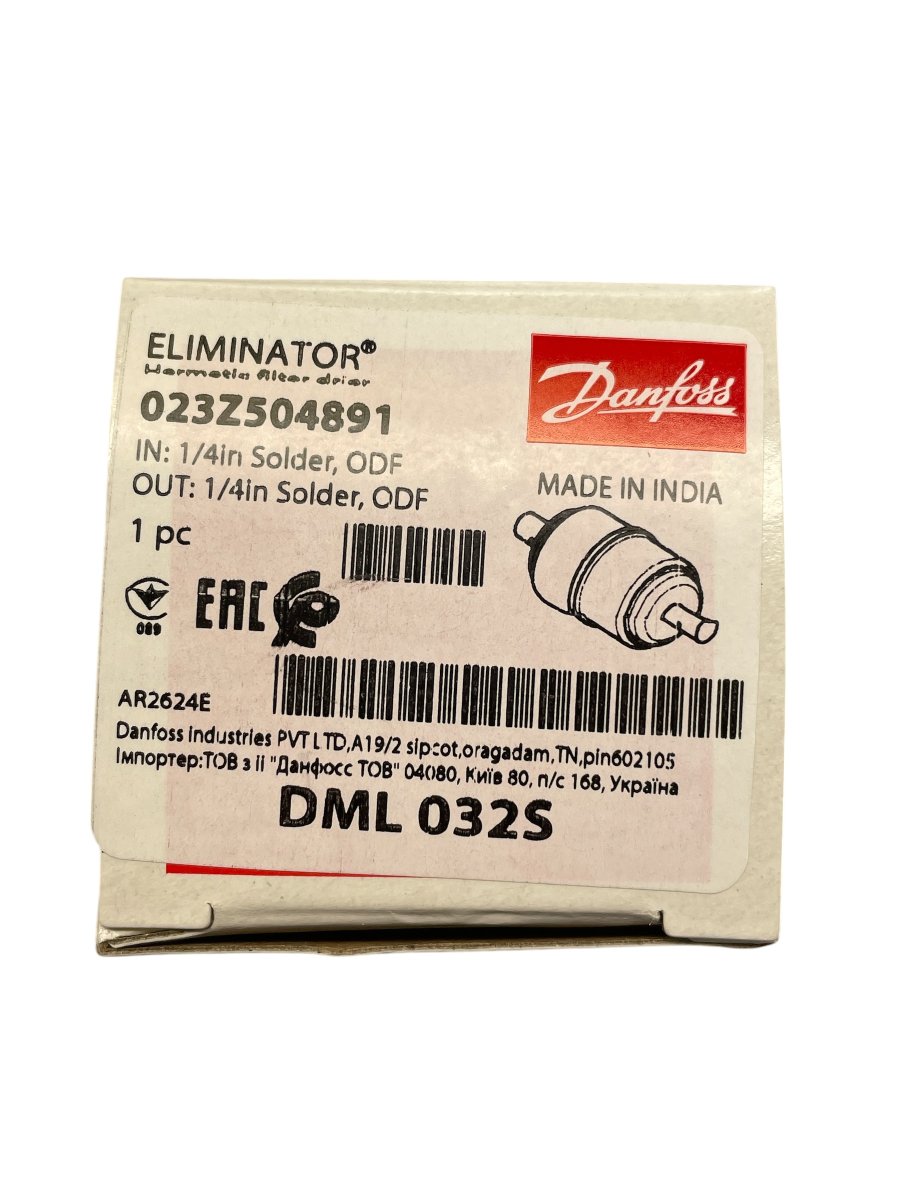 ELIMINATOR®
Hermetic filter drier
023Z504891
IN: 1/4in Solder, ODF
OUT: 1/4in Solder, ODF
1 pc
Danfoss
MADE IN INDIA
089
EAC
AR2624E
Danfoss industries PVT LTD,A19/2 sipcot,oragadam,TN,pin602105
Імпортер:ТОВ з іі "Данфосс ТОВ" 04080, Київ 80, п/с 168, Україна
DML 032S